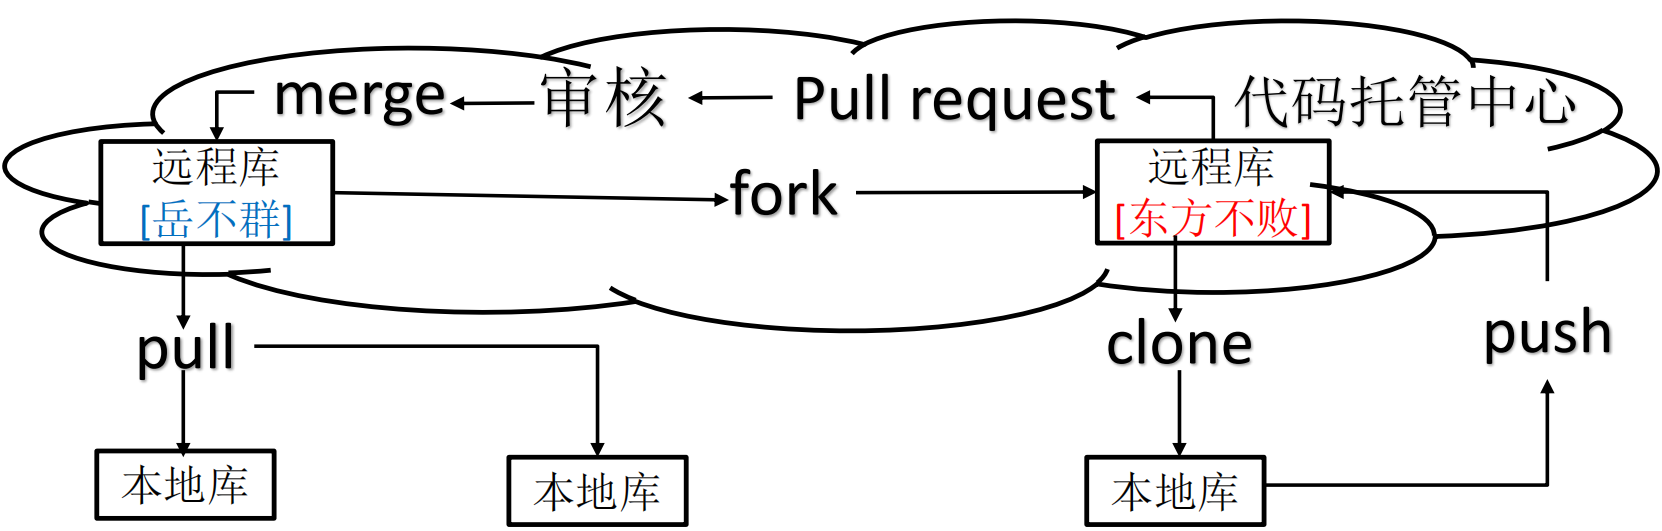 merge
审核
Pull request
代码托管中心
远程库
[岳不群]
fork
远程库
[东方不败]
pull
clone
push
本地库
本地库
本地库